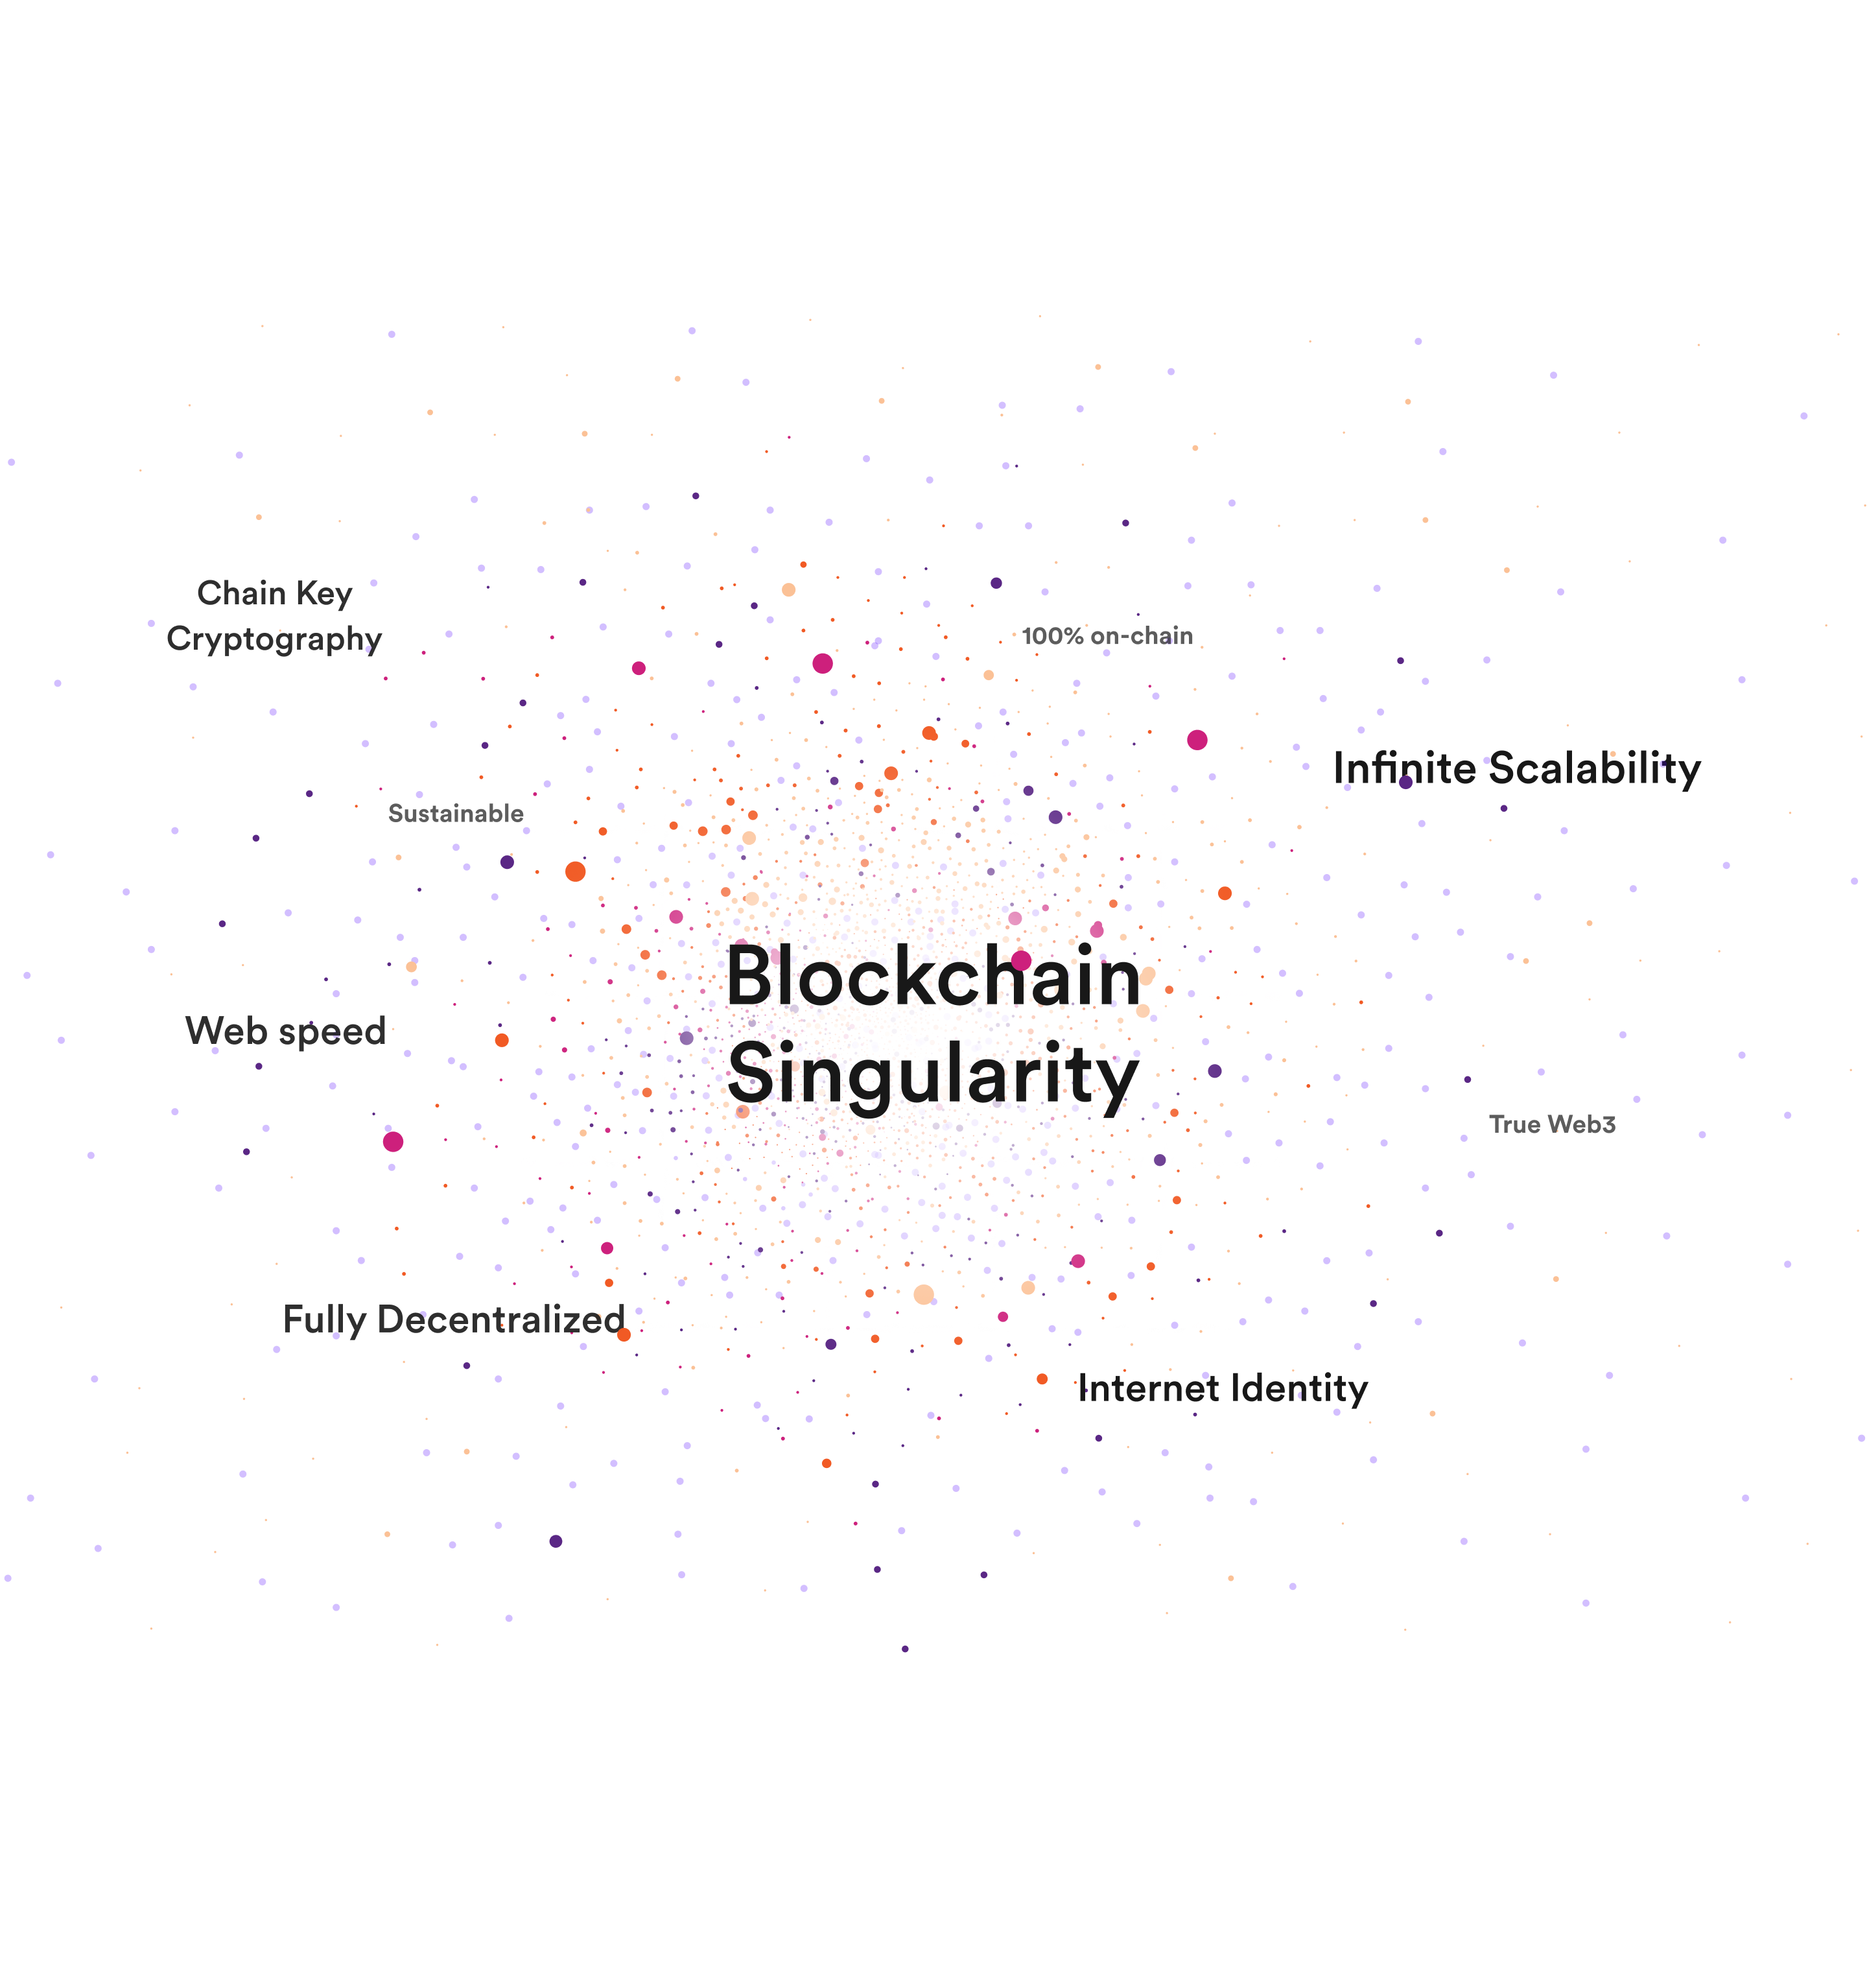 Chain Key
Cryptography
100% on-chain
Infinite Scalability
Sustainable
Blockchain
Singularity
Web speed
True Web3
Fully Decentralized
Internet Identity